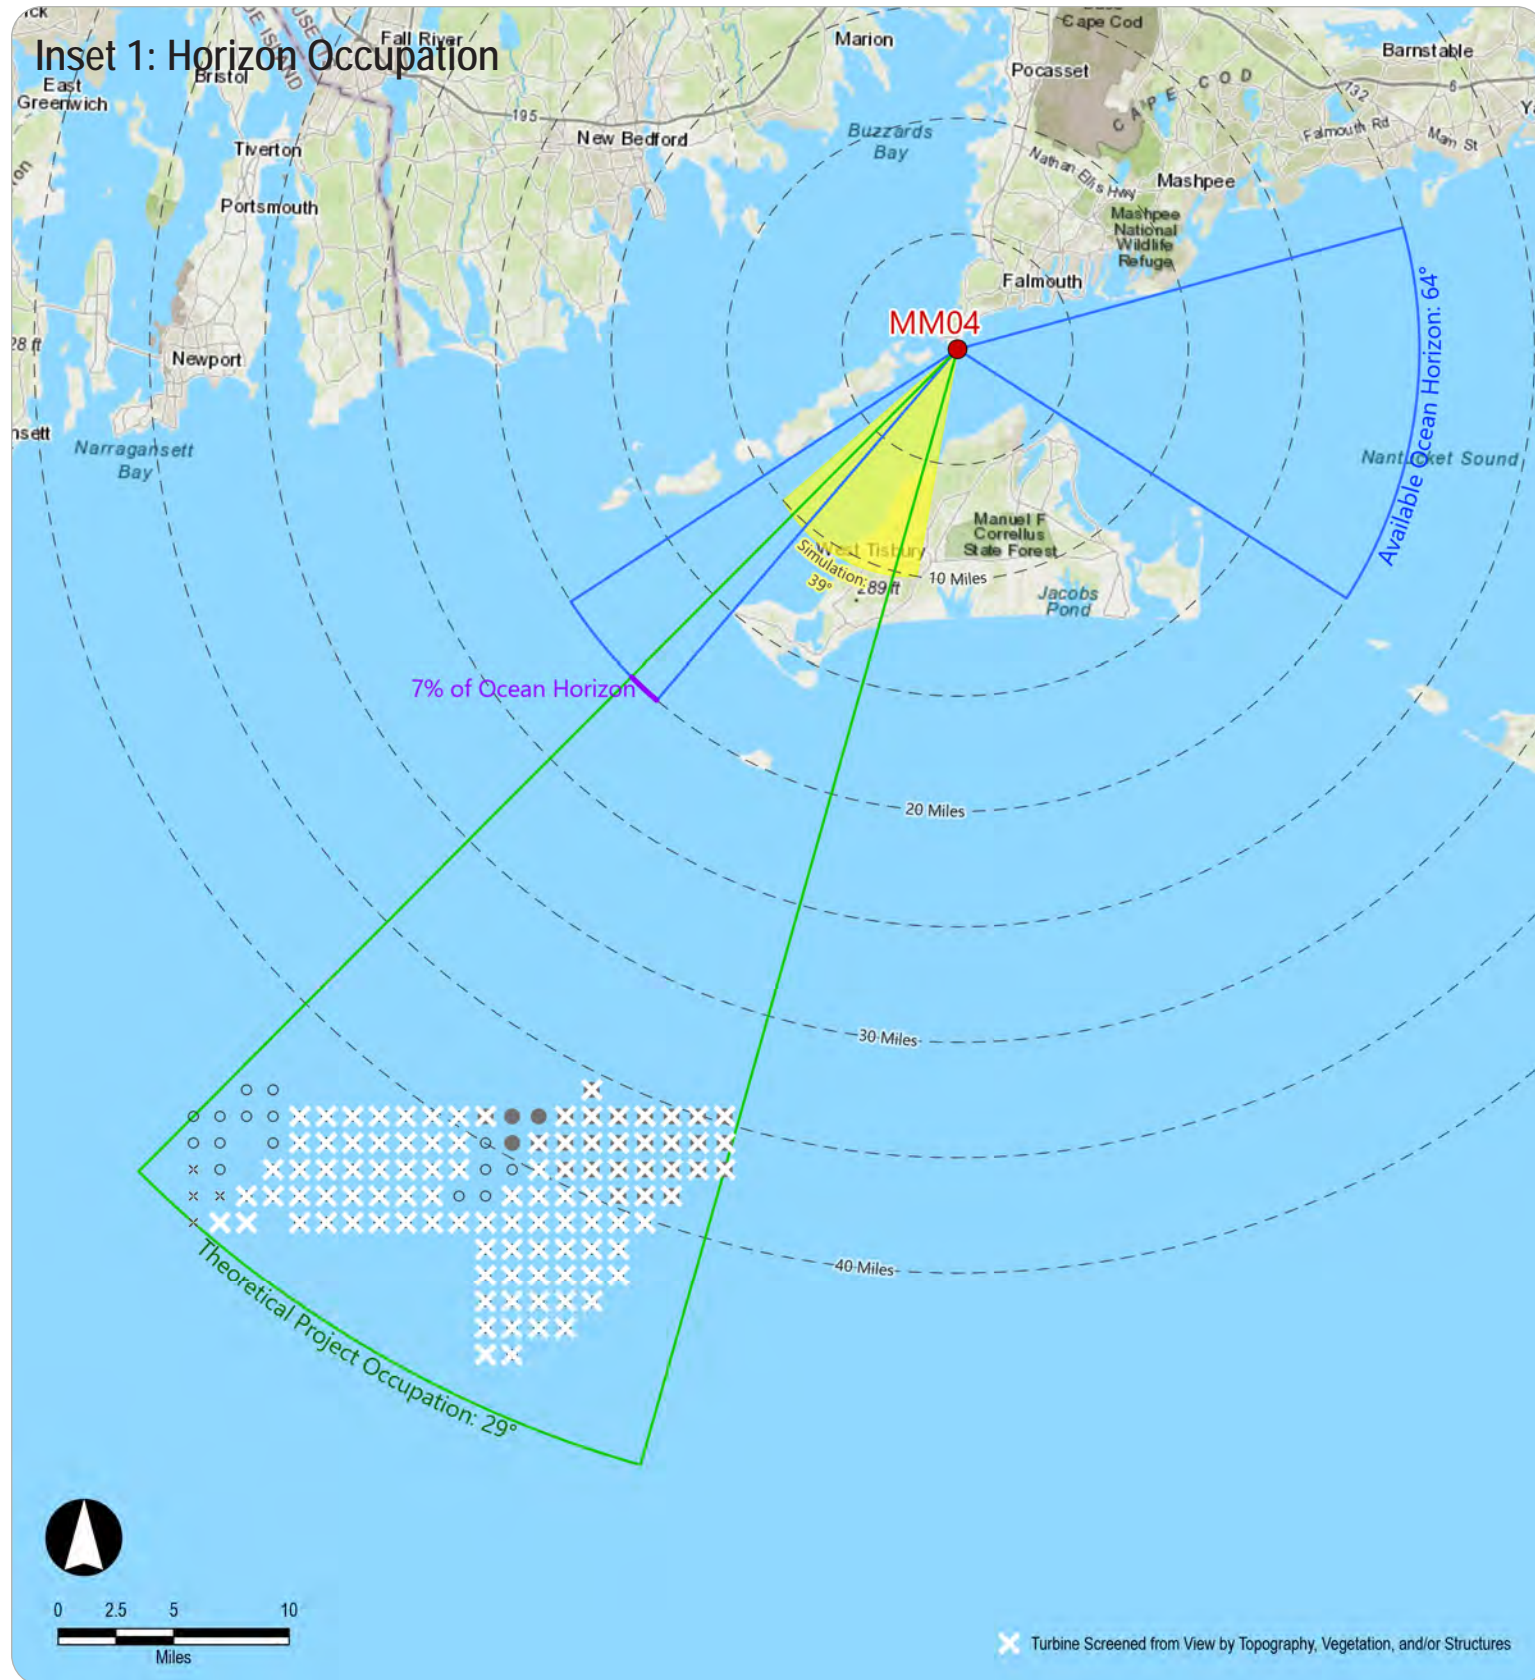 Inset 1: Horizon Occupation
Fall River
Marion
Cape Cod
Barnstable
Pocasset
East
Greenwich
Bristol
CAPE COD
132
6
195
New Bedford
Buzzards
Bay
Falmouth Rd
Main St
Tiverton
Nathan Ellis Hwy
Mashpee
Portsmouth
Mashpee
National
Wildlife
Refuge
Falmouth
MM04
Available Ocean Horizon: 64°
28 ft
Newport
Narragansett
Bay
Nantucket Sound
Manuel F
Correllus
State Forest
West Tisbury
Simulation:
39°
289 ft
10 Miles
Jacobs
Pond
7% of Ocean Horizon
20 Miles
30 Miles
40 Miles
Theoretical Project Occupation: 29°
0 2.5 5 10
Miles
Turbine Screened from View by Topography, Vegetation, and/or Structures